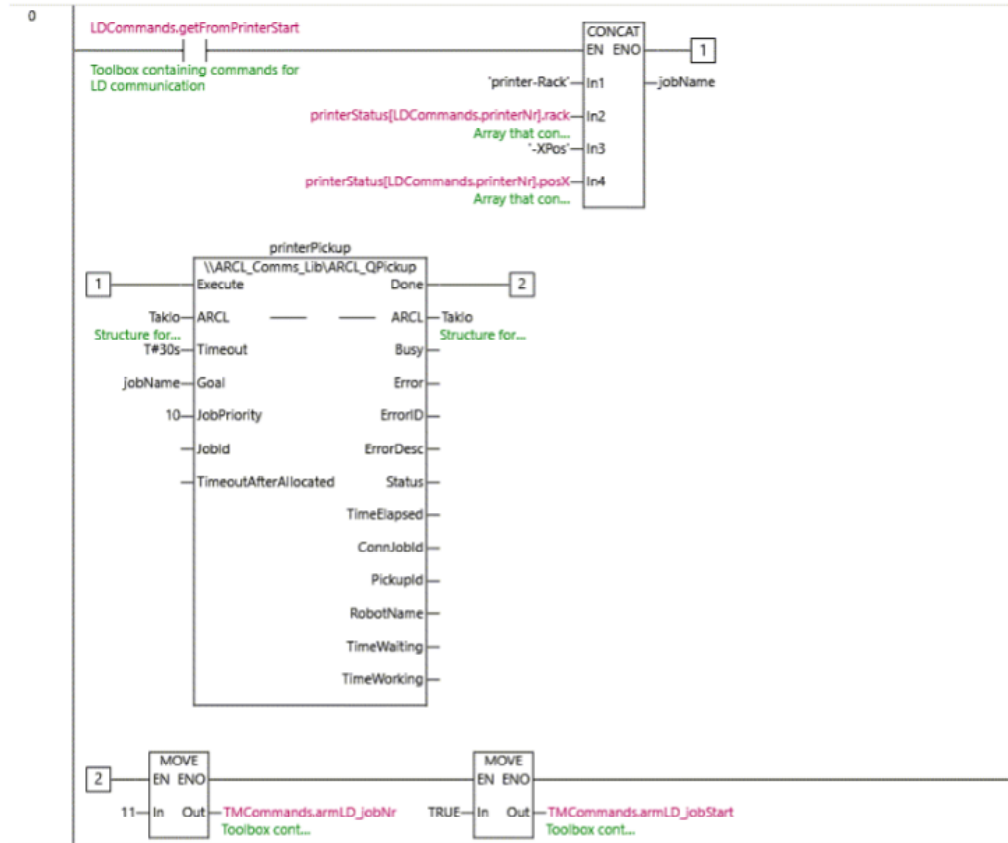 0
LDCommands.getFromPrinterStart
Toolbox containing commands for
LD communication
CONCAT
EN ENO
1
'printer-Rack' In1 jobName
printerStatus[LDCommands.printerNr].rack In2
Array that con...
'-XPos' In3
printerStatus[LDCommands.printerNr].posX In4
Array that con...
printerPickup
\\ARCL_Comms_Lib\ARCL_QPickup
1 Execute Done 2
Taklo ARCL ARCL Taklo
Structure for... Structure for...
T#30s Timeout Busy
jobName Goal Error
10 JobPriority ErrorID
JobId ErrorDesc
TimeoutAfterAllocated Status
TimeElapsed
ConnJobId
PickupId
RobotName
TimeWaiting
TimeWorking
MOVE MOVE
2 EN ENO EN ENO
11 In Out TMCommands.armLD_jobNr TRUE In Out TMCommands.armLD_jobStart
Toolbox cont... Toolbox cont...